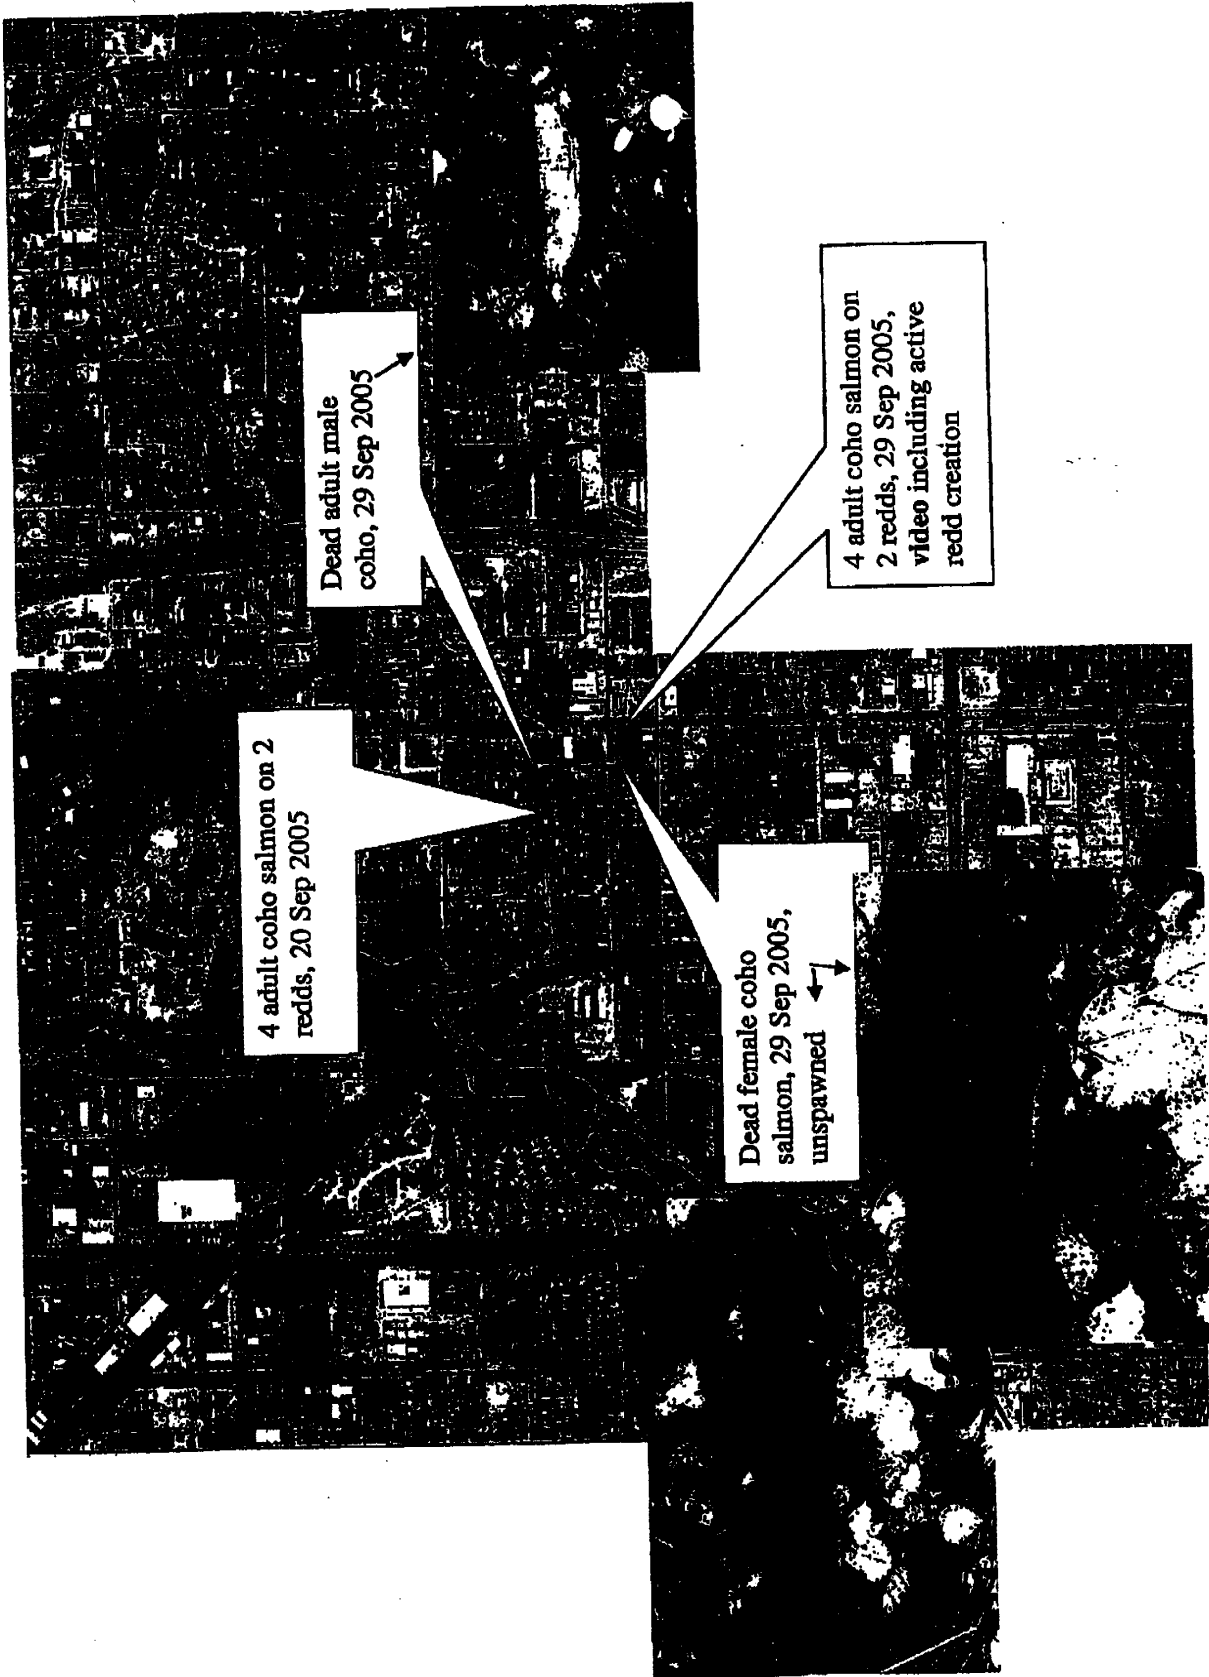 4 adult coho salmon on 2
redds, 20 Sep 2005
Dead adult male
coho, 29 Sep 2005
Dead female coho
salmon, 29 Sep 2005,
unspawned
4 adult coho salmon on
2 redds, 29 Sep 2005,
video including active
redd creation